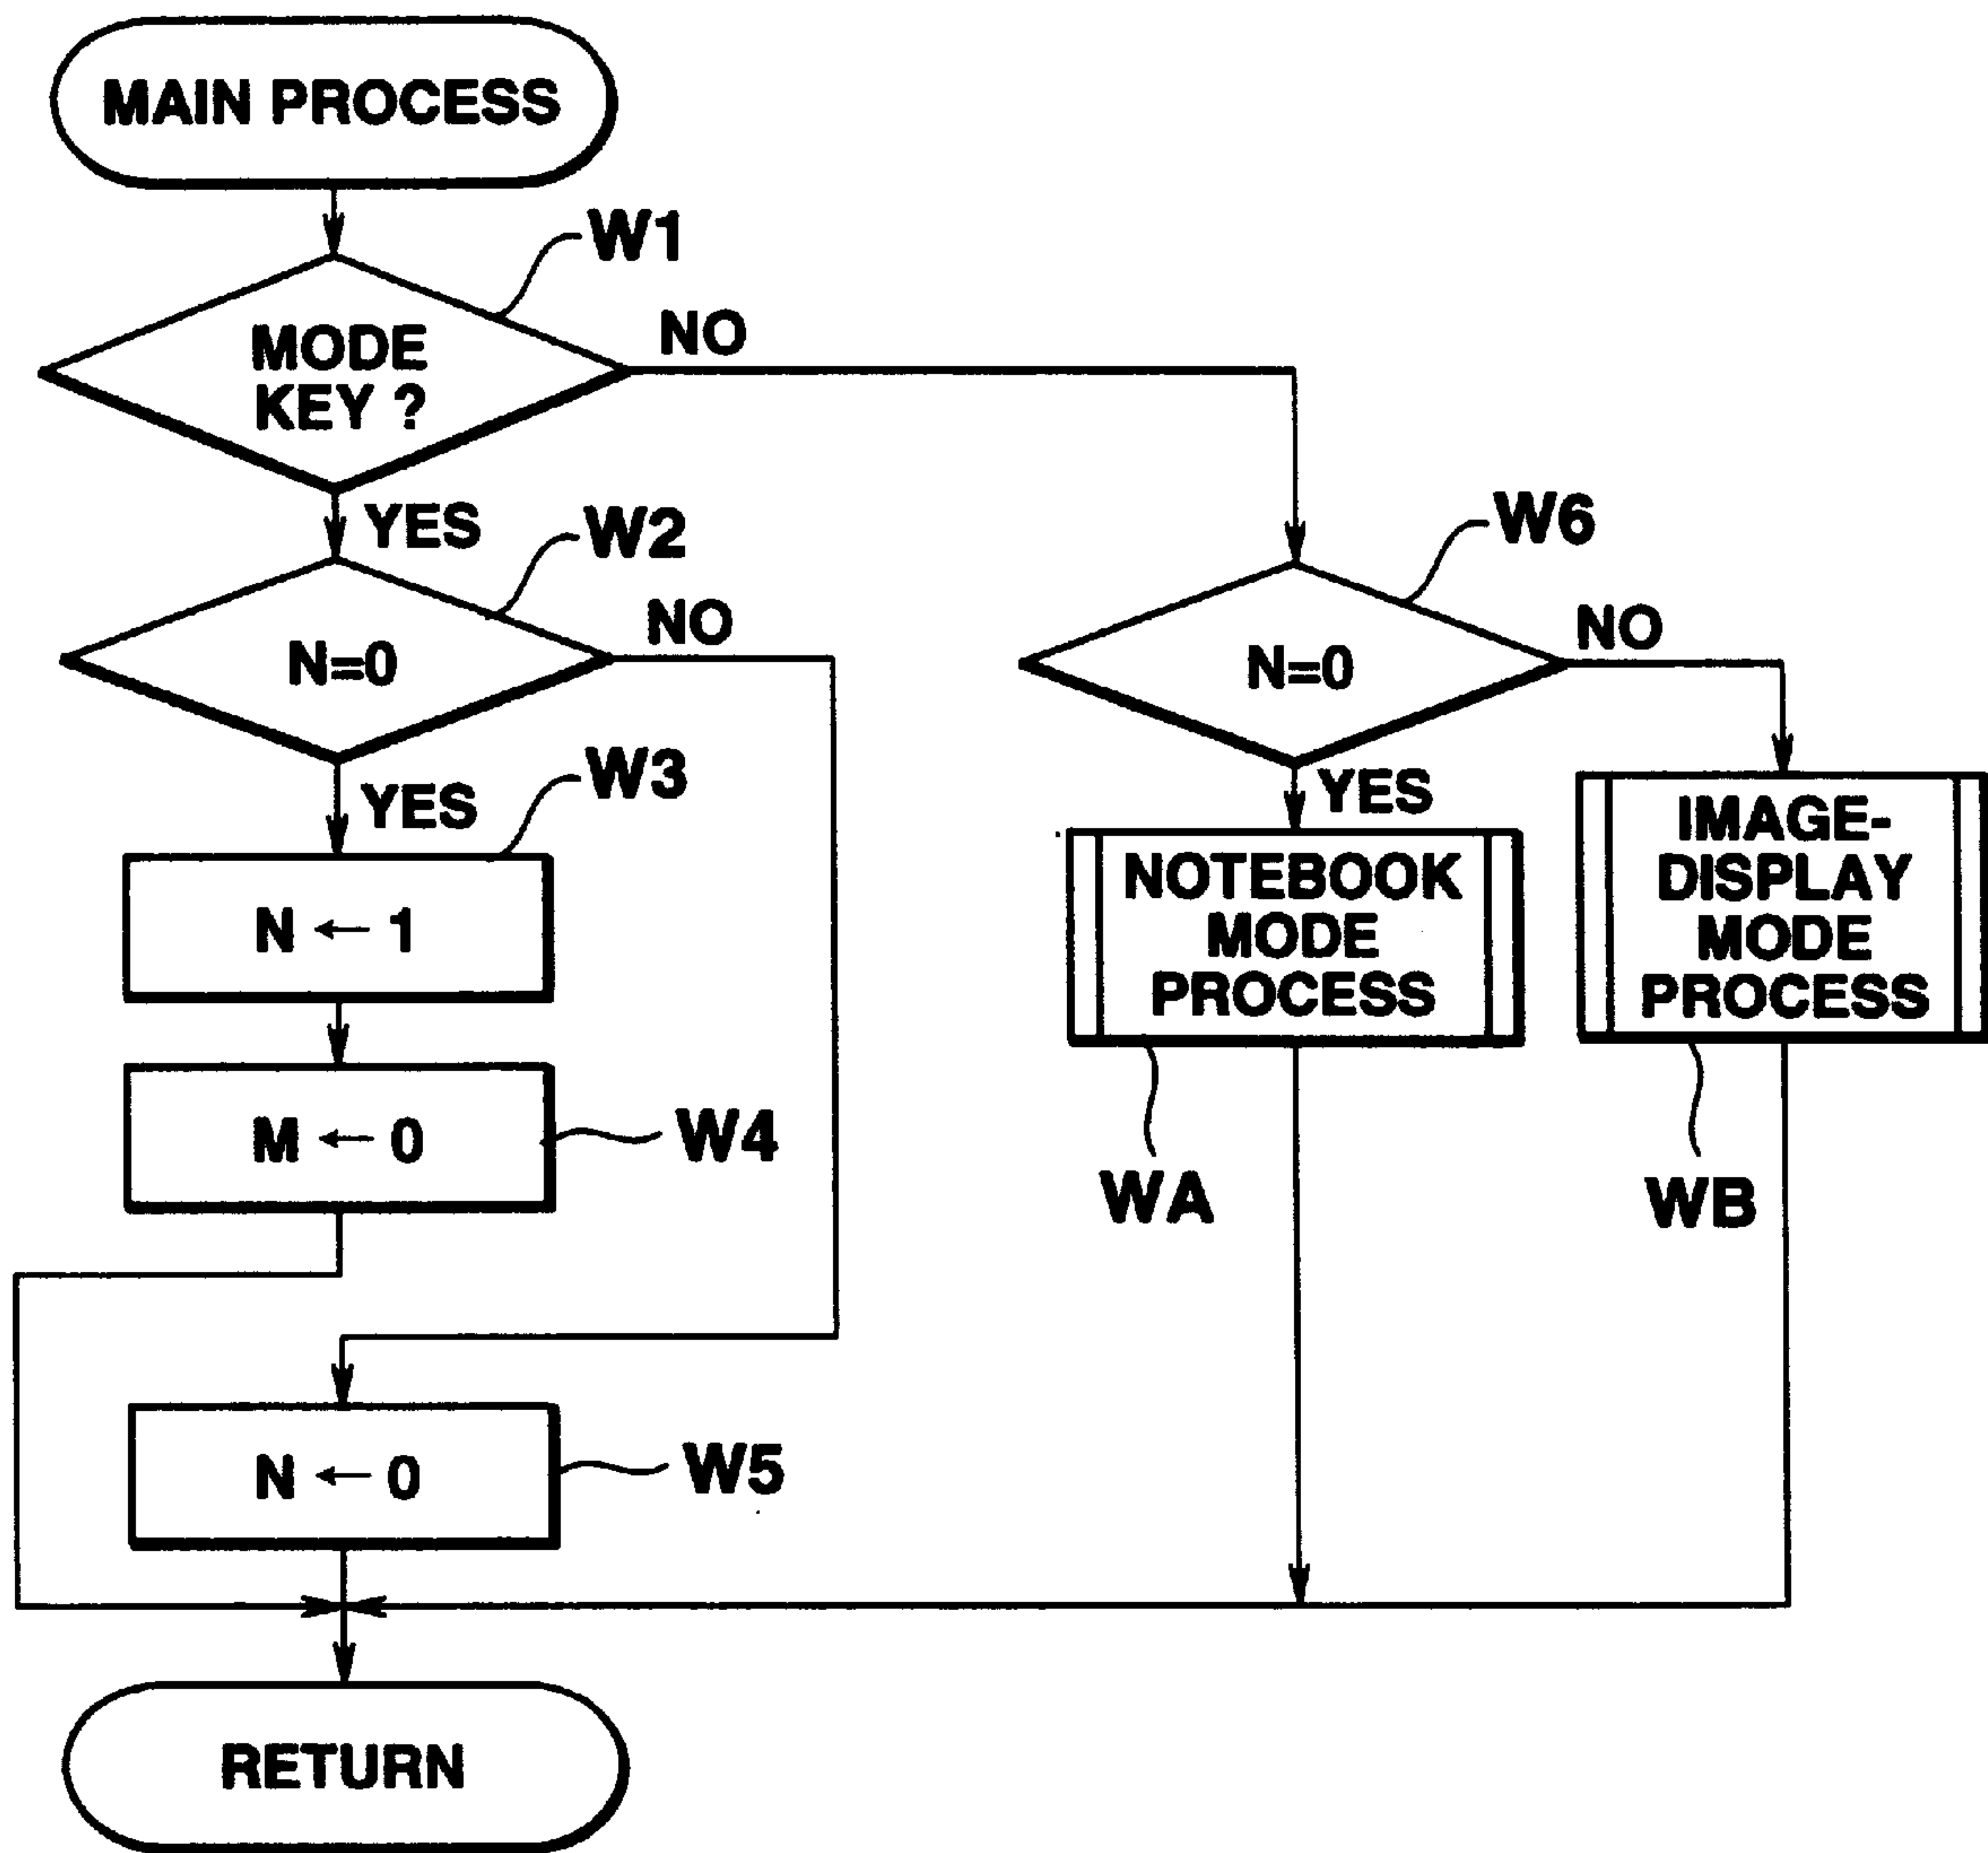 MAIN PROCESS
W1
MODE
KEY ?
NO
YES
W2
N=0
NO
YES
W3
N ← 1
M ← 0
W4
N ← 0
W5
W6
N=0
NO
YES
NOTEBOOK
MODE
PROCESS
WA
IMAGE-
DISPLAY
MODE
PROCESS
WB
RETURN